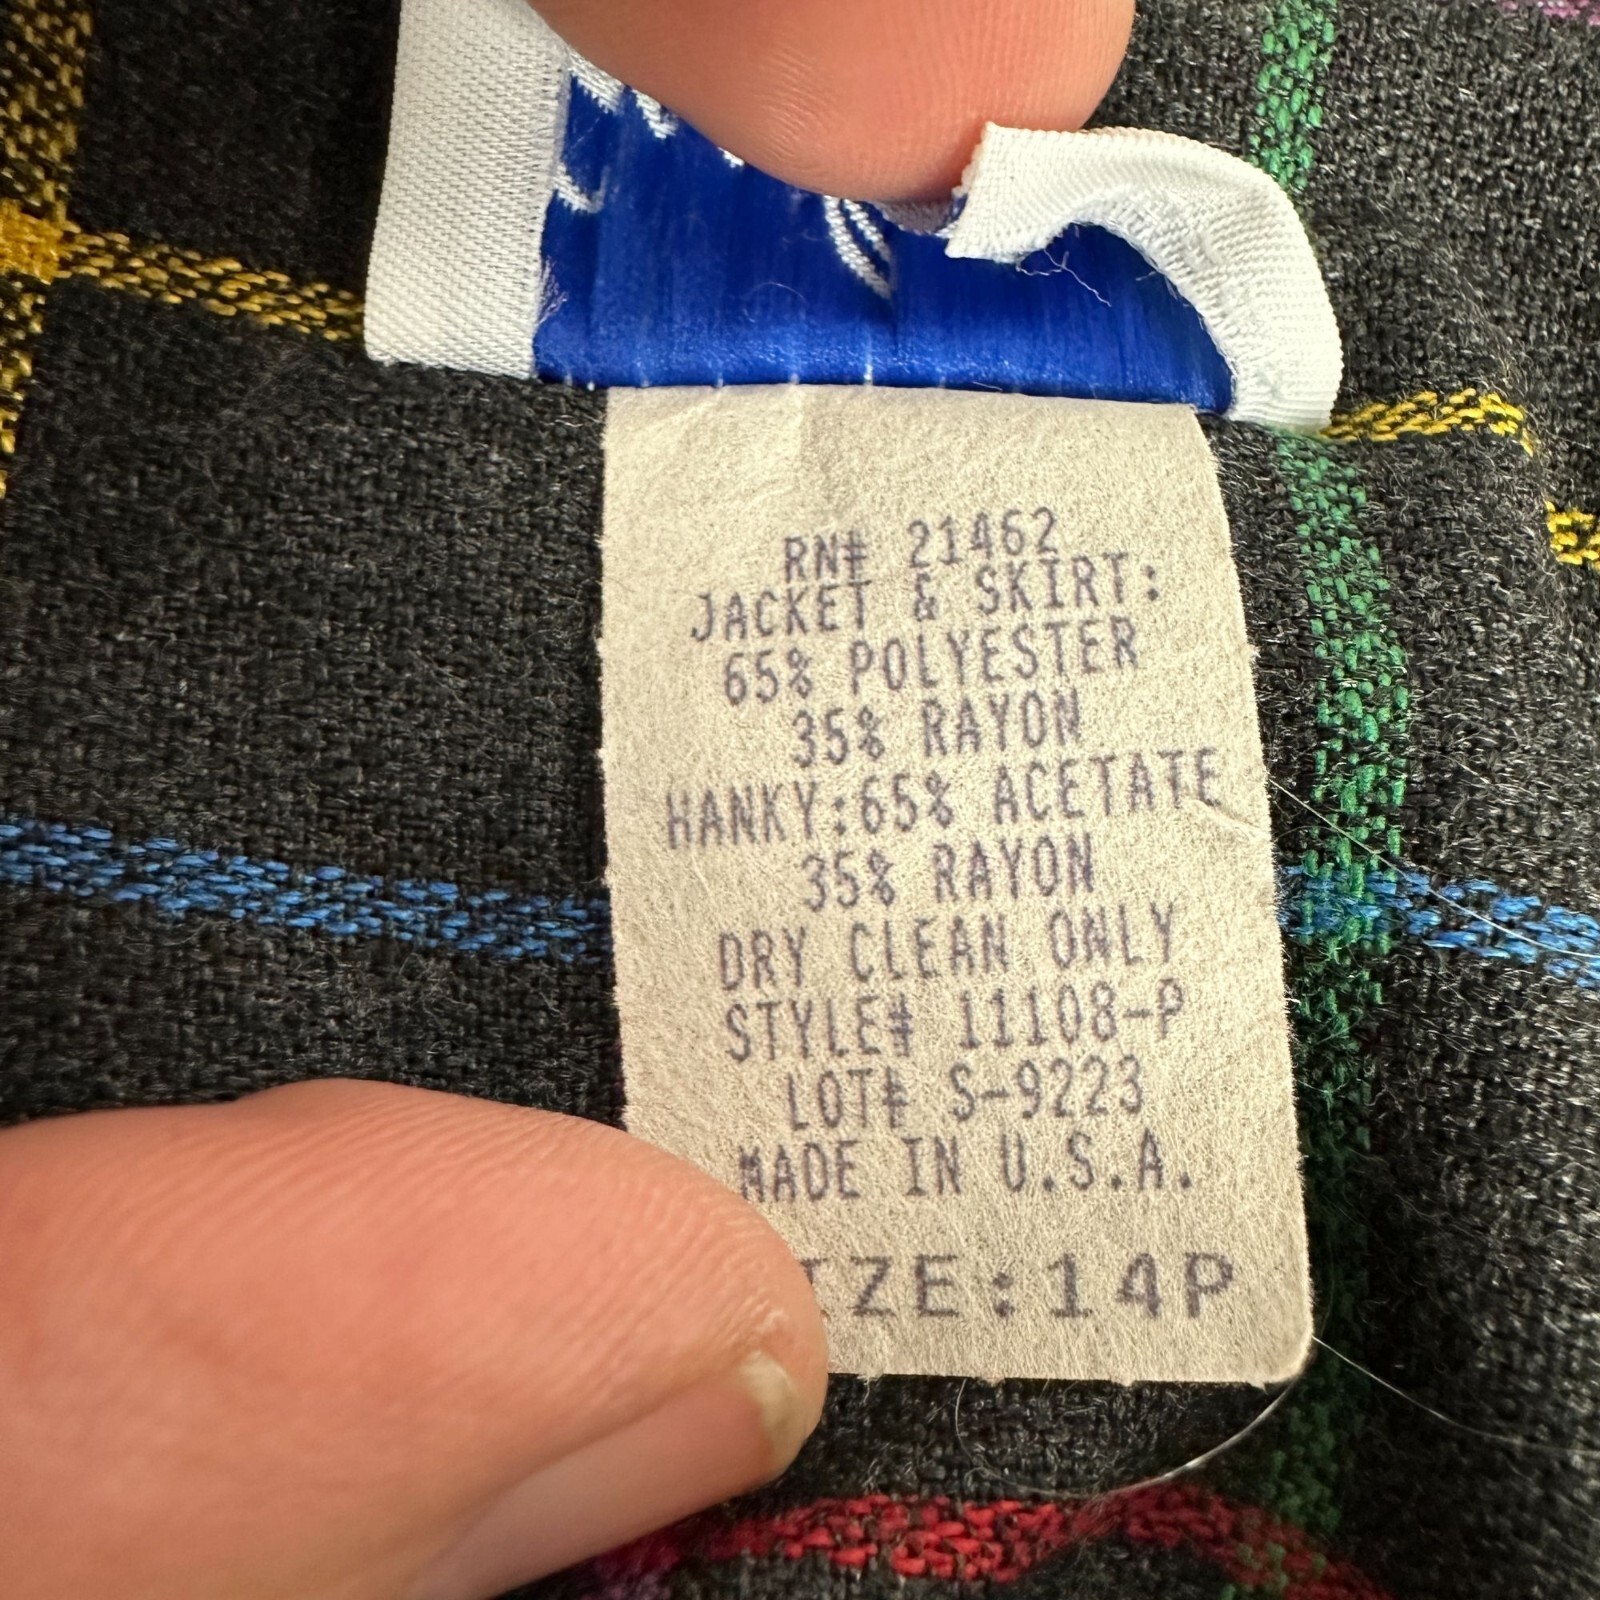 RN# 21462
JACKET & SKIRT:
65% POLYESTER
35% RAYON
HANKY:65% ACETATE
35% RAYON
DRY CLEAN ONLY
STYLE# 11108-P
LOT# S-9223
MADE IN U.S.A.
IZE:14P